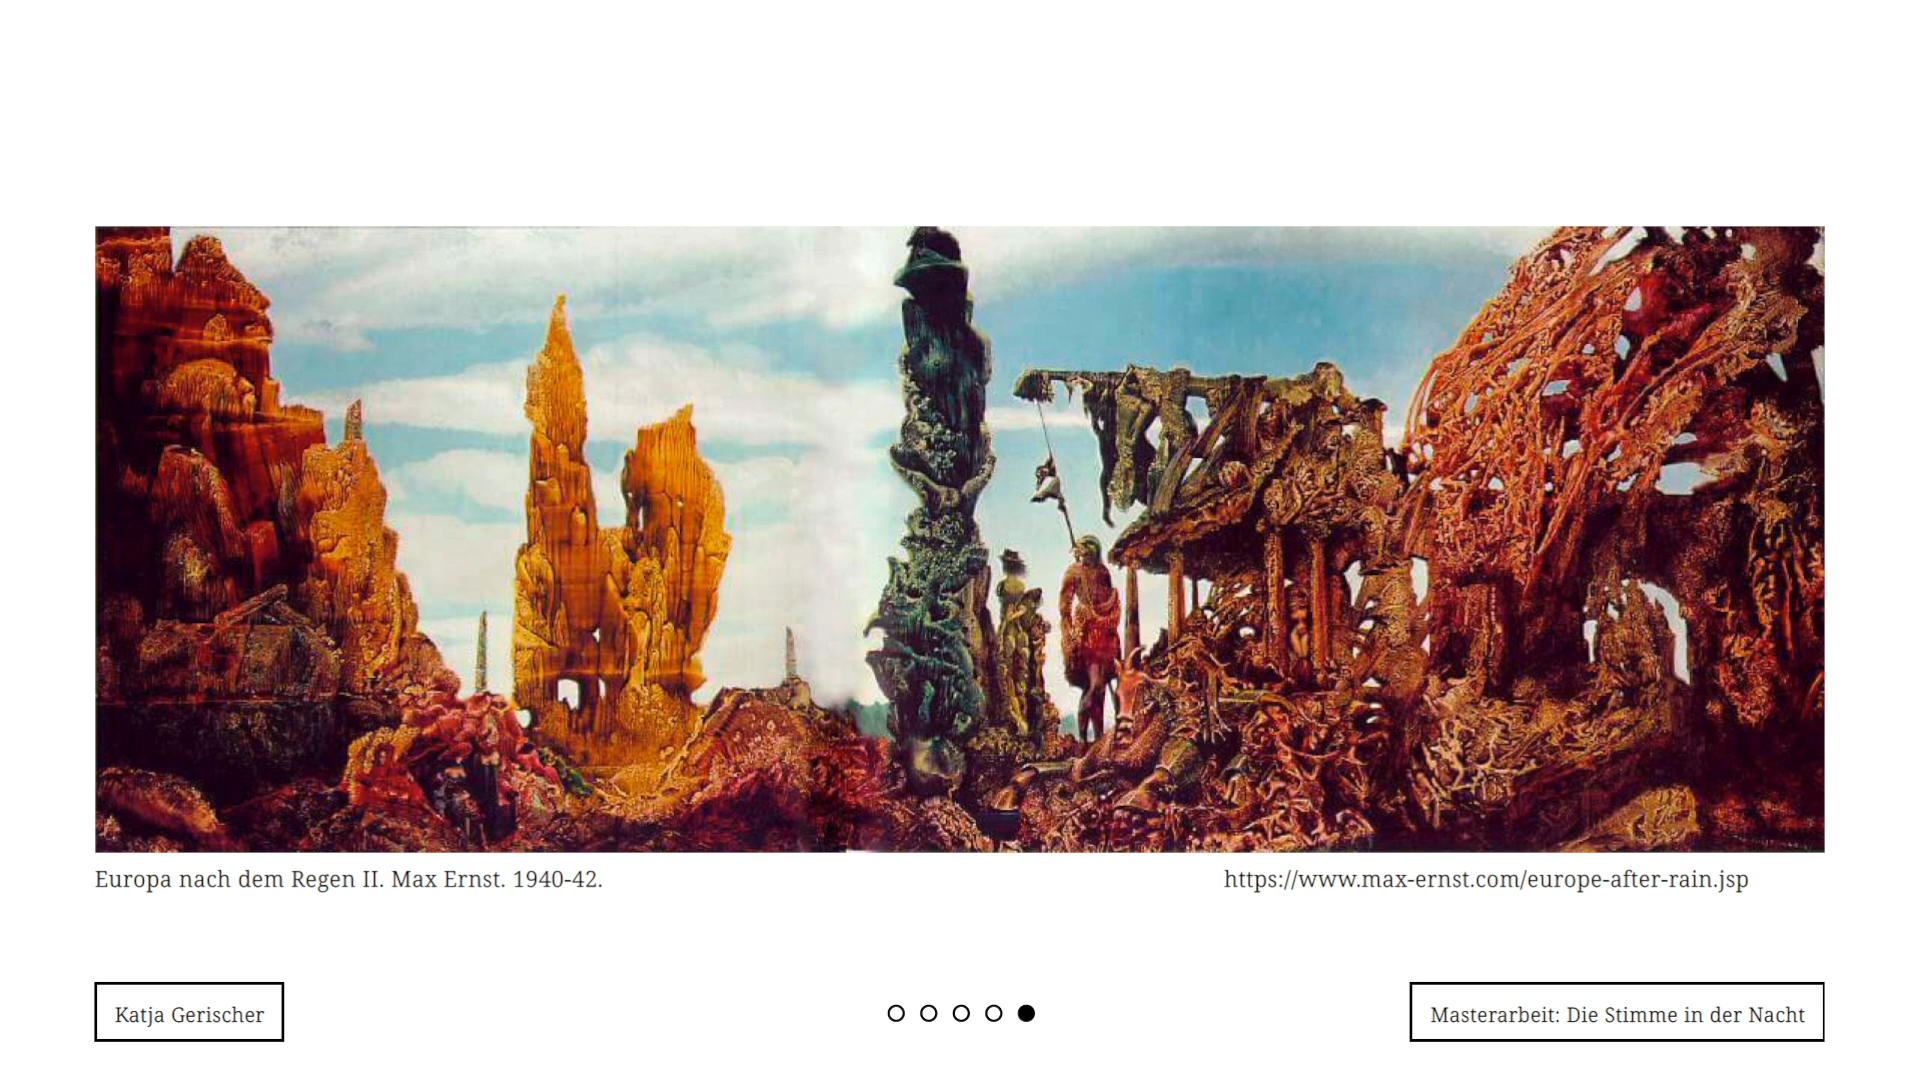 Europa nach dem Regen II. Max Ernst. 1940-42.
https://www.max-ernst.com/europe-after-rain.jsp
Katja Gerischer
Masterarbeit: Die Stimme in der Nacht